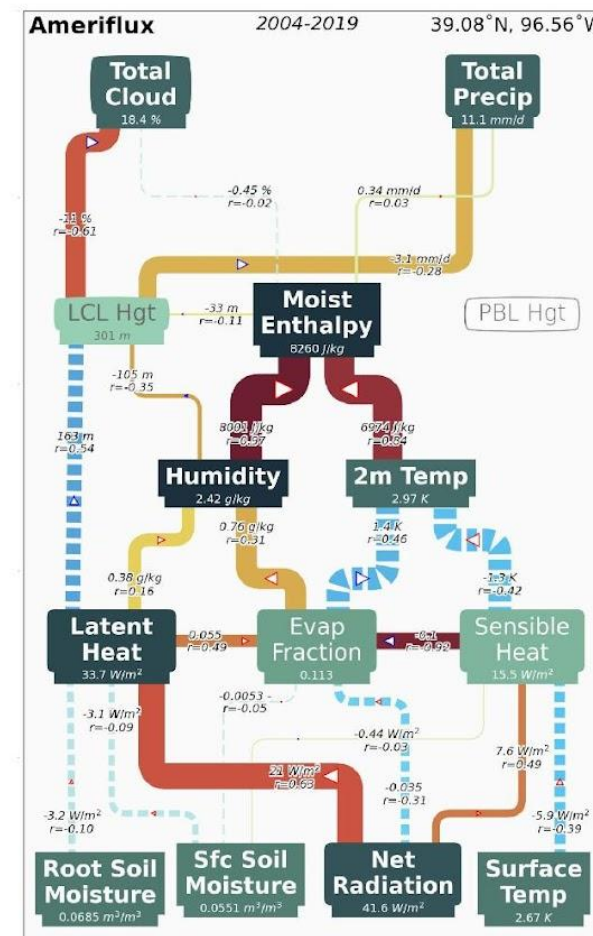 Ameriflux 2004-2019 39.08°N, 96.56°W
Total
Cloud
18.4 %
Total
Precip
11.1 mm/d
-0.45 %
r=-0.02
0.34 mm/d
r=0.03
-11 %
r=-0.61
-3.1 mm/d
r=-0.28
LCL Hgt
301 m
-33 m
r=-0.11
Moist
Enthalpy
8260 J/kg
PBL Hgt
-105 m
r=-0.35
163 m
r=0.54
8001 J/kg
r=0.97
6974 J/kg
r=0.84
Humidity
2.42 g/kg
2m Temp
2.97 K
0.76 g/kg
r=0.31
1.4 K
r=0.46
-1.3 K
r=-0.42
0.38 g/kg
r=0.16
Latent
Heat
33.7 W/m²
0.055
r=0.49
Evap
Fraction
0.113
-0.1
r=-0.92
Sensible
Heat
15.5 W/m²
-3.1 W/m²
r=-0.09
-0.0053 -
r=-0.05
-0.44 W/m²
r=-0.03
7.6 W/m²
r=0.49
21 W/m²
r=0.63
-0.035
r=-0.31
-3.2 W/m²
r=-0.10
-5.9 W/m²
r=-0.39
Root Soil
Moisture
0.0685 m³/m³
Sfc Soil
Moisture
0.0551 m³/m³
Net
Radiation
41.6 W/m²
Surface
Temp
2.67 K